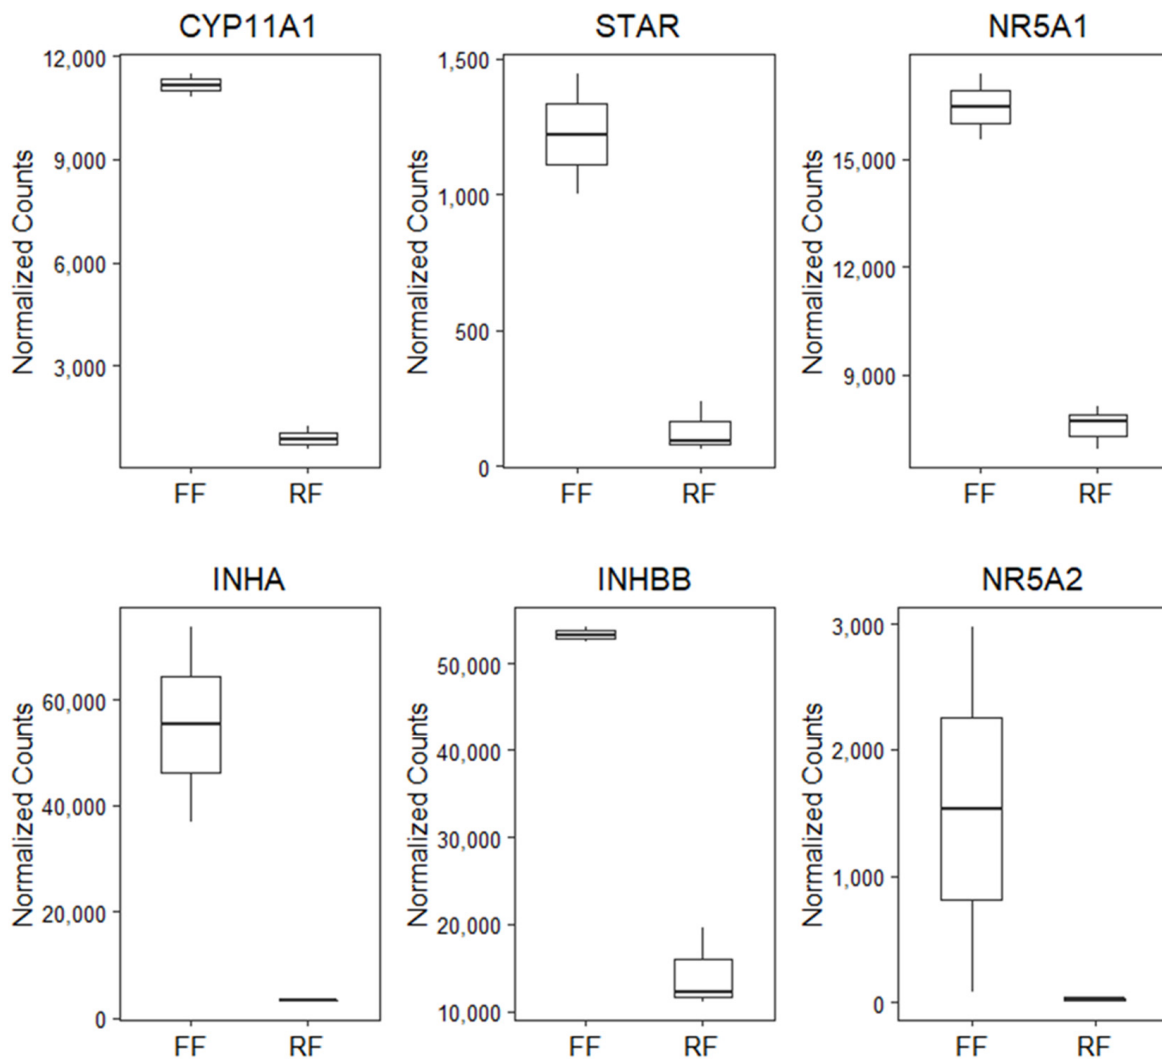 CYP11A1
Normalized Counts
12,000
9,000
6,000
3,000
FF RF
STAR
Normalized Counts
1,500
1,000
500
0
FF RF
NR5A1
Normalized Counts
15,000
12,000
9,000
FF RF
INHA
Normalized Counts
60,000
40,000
20,000
0
FF RF
INHBB
Normalized Counts
50,000
40,000
30,000
20,000
10,000
FF RF
NR5A2
Normalized Counts
3,000
2,000
1,000
0
FF RF